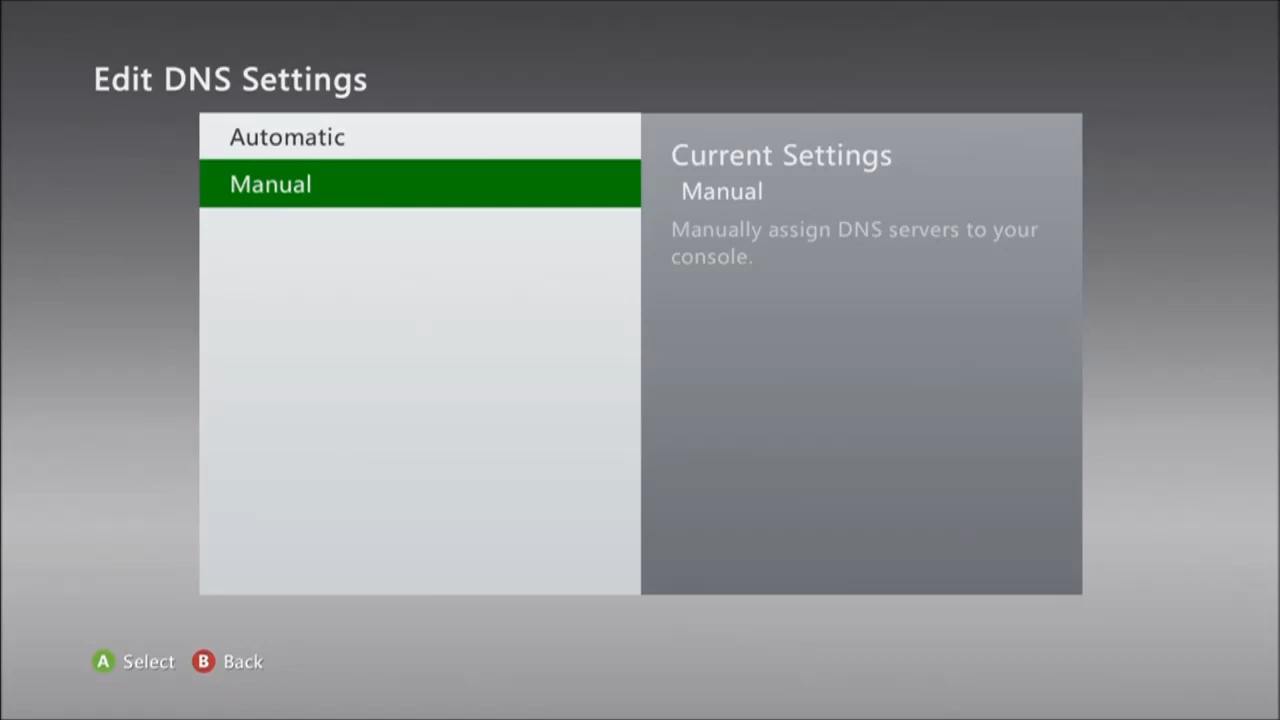 Edit DNS Settings
Automatic
Manual
Current Settings
Manual
Manually assign DNS servers to your
console.
A Select B Back